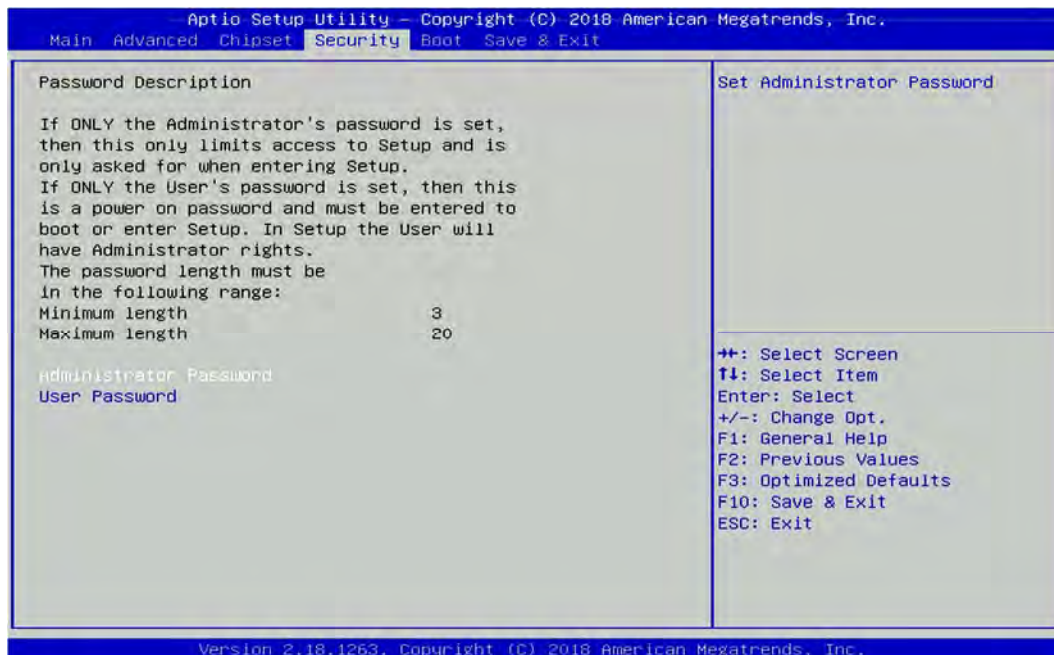 Aptio Setup Utility – Copyright (C) 2018 American Megatrends, Inc.
Main Advanced Chipset Security Boot Save & Exit
Password Description
If ONLY the Administrator's password is set,
then this only limits access to Setup and is
only asked for when entering Setup.
If ONLY the User's password is set, then this
is a power on password and must be entered to
boot or enter Setup. In Setup the User will
have Administrator rights.
The password length must be
in the following range:
Minimum length 3
Maximum length 20
Administrator Password
User Password
Set Administrator Password
→←: Select Screen
↑↓: Select Item
Enter: Select
+/-: Change Opt.
F1: General Help
F2: Previous Values
F3: Optimized Defaults
F10: Save & Exit
ESC: Exit
Version 2.18.1263. Copyright (C) 2018 American Megatrends, Inc.